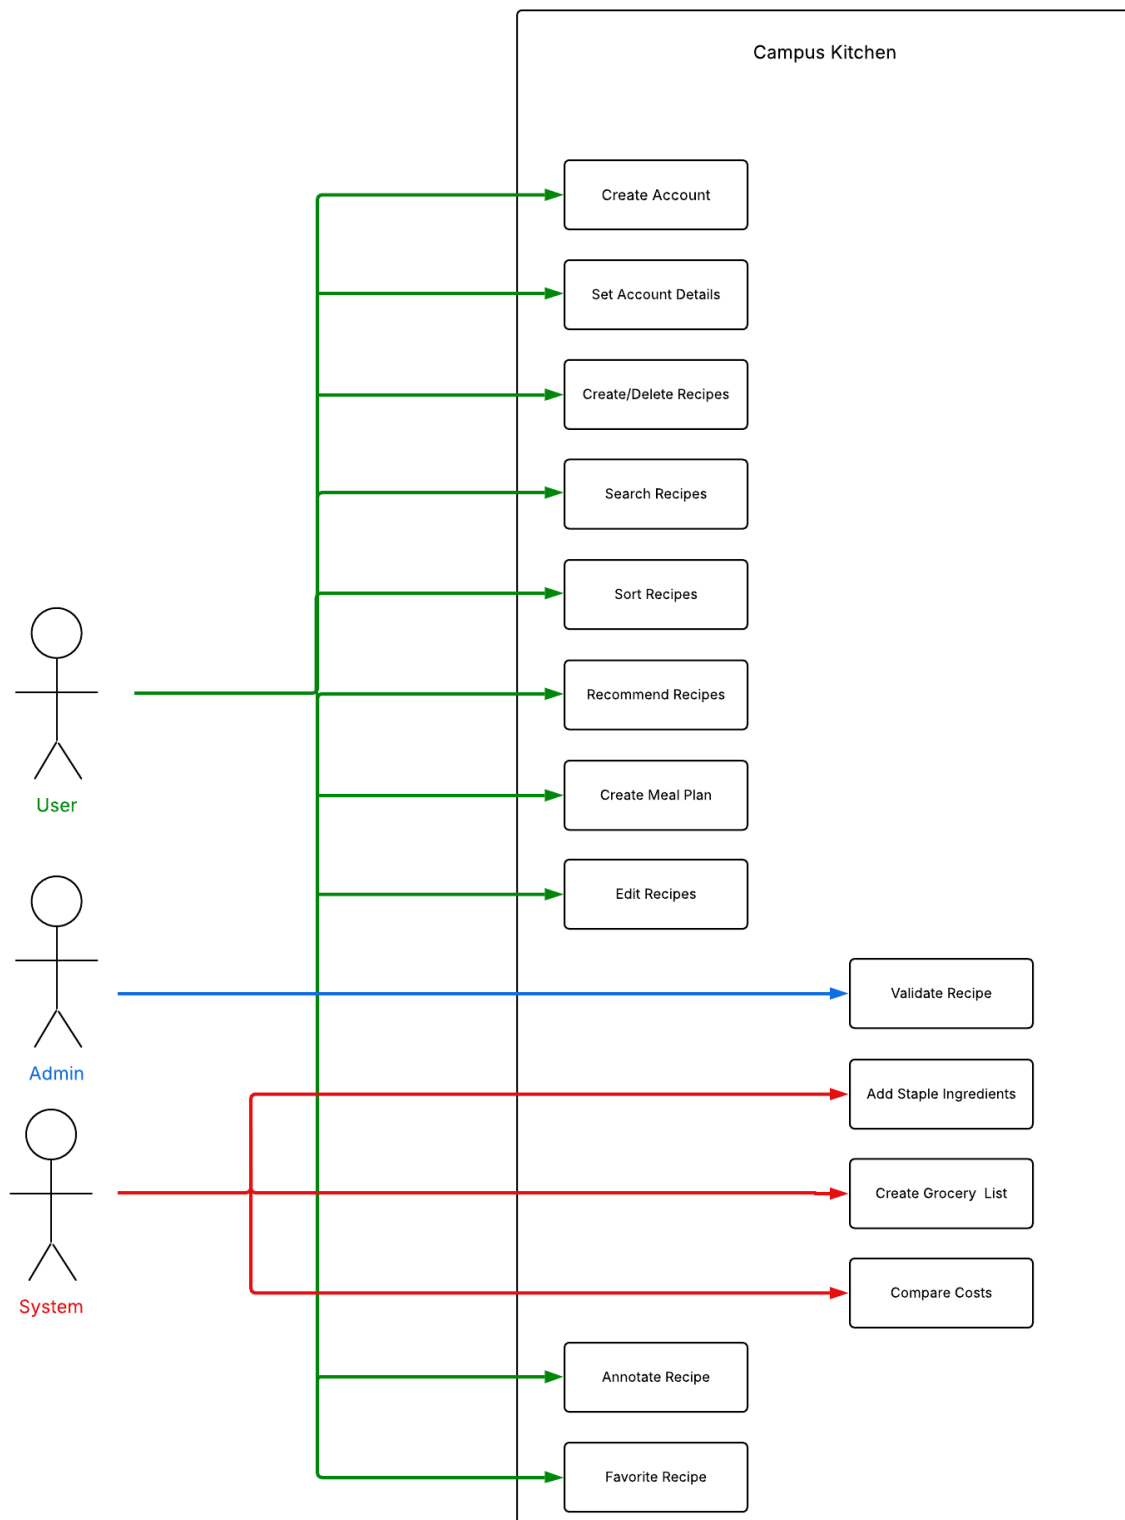 Campus Kitchen
Create Account
Set Account Details
Create/Delete Recipes
Search Recipes
Sort Recipes
Recommend Recipes
User
Create Meal Plan
Edit Recipes
Validate Recipe
Admin
Add Staple Ingredients
Create Grocery  List
System
Compare Costs
Annotate Recipe
Favorite Recipe